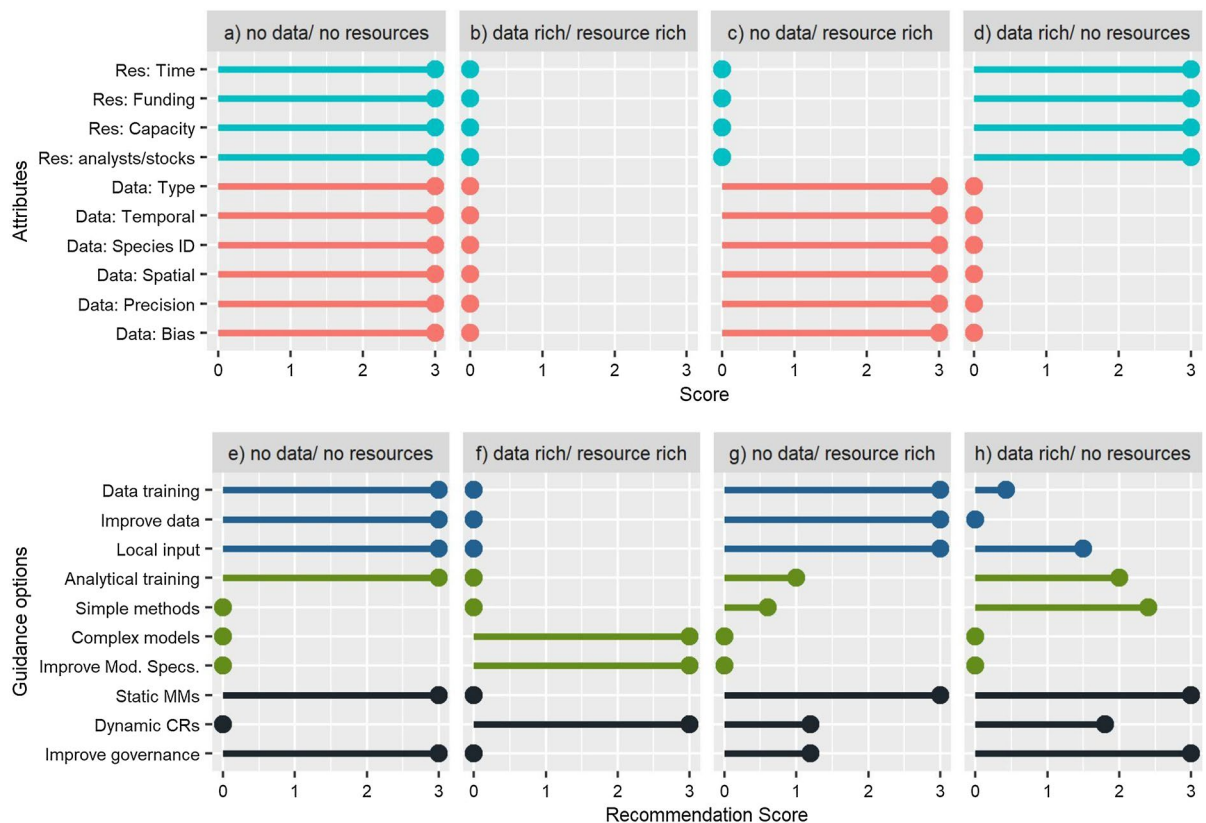 a) no data/ no resources b) data rich/ resource rich c) no data/ resource rich d) data rich/ no resources
Attributes
Res: Time
Res: Funding
Res: Capacity
Res: analysts/stocks
Data: Type
Data: Temporal
Data: Species ID
Data: Spatial
Data: Precision
Data: Bias
0 1 2 3 0 1 2 3 0 1 2 3 0 1 2 3
Score
e) no data/ no resources f) data rich/ resource rich g) no data/ resource rich h) data rich/ no resources
Guidance options
Data training
Improve data
Local input
Analytical training
Simple methods
Complex models
Improve Mod. Specs.
Static MMs
Dynamic CRs
Improve governance
0 1 2 3 0 1 2 3 0 1 2 3 0 1 2 3
Recommendation Score